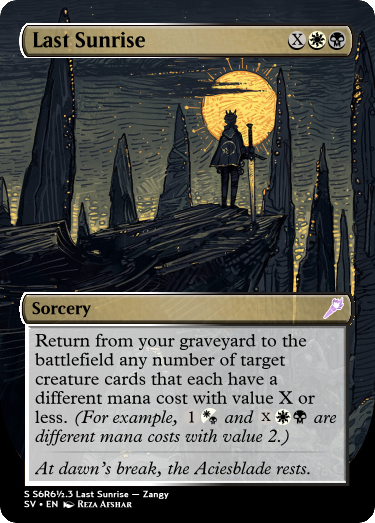 Last Sunrise X
Sorcery
Return from your graveyard to the
battlefield any number of target
creature cards that each have a
different mana cost with value X or
less. (For example, 1 and X are
different mana costs with value 2.)
At dawn's break, the Aciesblade rests.
S S6R6½.3 Last Sunrise — Zangy
SV • EN Reza Afshar